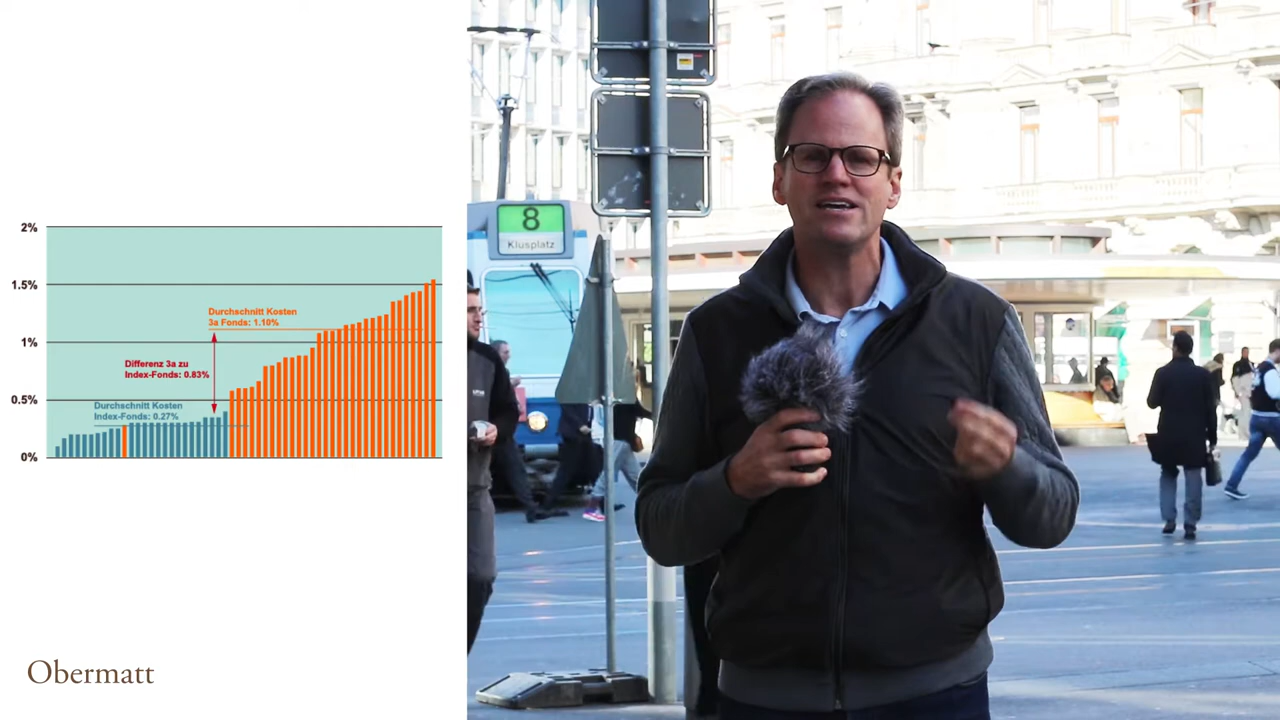 2%
1.5%
1%
0.5%
0%
Durchschnitt Kosten
3a Fonds: 1.10%
Differenz 3a zu
Index-Fonds: 0.83%
Durchschnitt Kosten
Index-Fonds: 0.27%
Obermatt
8
Klusplatz